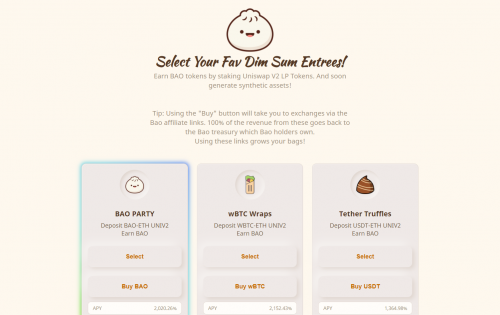 Select Your Fav Dim Sum Entrees!
Earn BAO tokens by staking Uniswap V2 LP Tokens. And soon
generate synthetic assets!
Tip: Using the "Buy" button will take you to exchanges via the
Bao affiliate links. 100% of the revenue from these goes back to
the Bao treasury which Bao holders own.
Using these links grows your bags!
BAO PARTY
Deposit BAO-ETH UNIV2
Earn BAO
Select
Buy BAO
APY 2,020.26%
wBTC Wraps
Deposit WBTC-ETH UNIV2
Earn BAO
Select
Buy wBTC
APY 2,152.43%
Tether Truffles
Deposit USDT-ETH UNIV2
Earn BAO
Select
Buy USDT
APY 1,364.98%